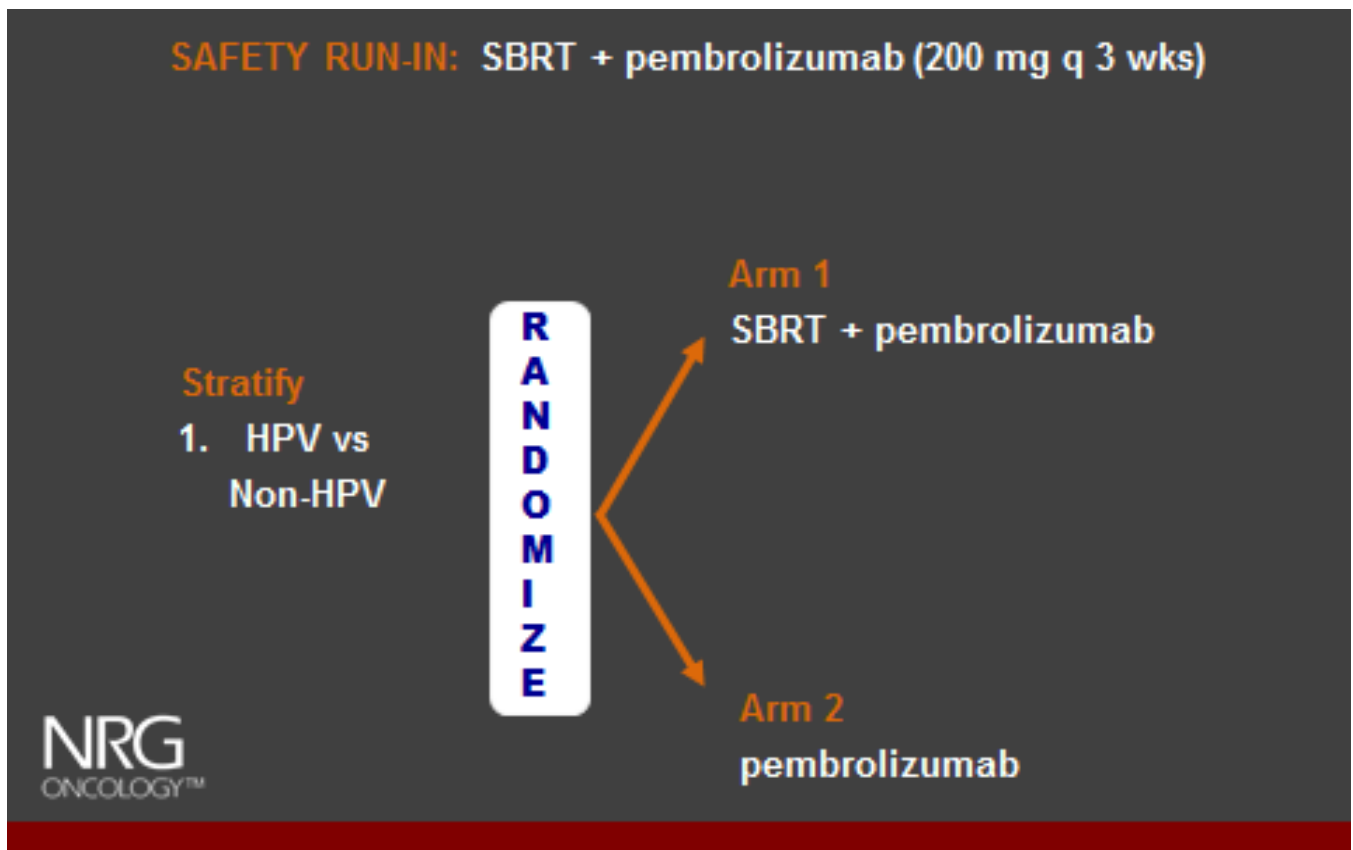 SAFETY RUN-IN: SBRT + pembrolizumab (200 mg q 3 wks)
Stratify
1. HPV vs
Non-HPV
R
A
N
D
O
M
I
Z
E
Arm 1
SBRT + pembrolizumab
Arm 2
pembrolizumab
NRG
ONCOLOGY™